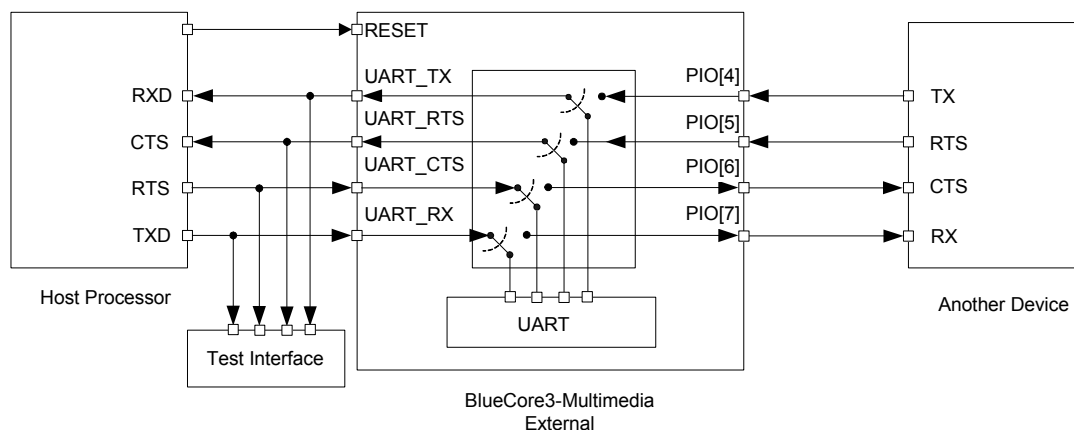 RESET
UART_TX
PIO[4]
RXD
TX
UART_RTS
PIO[5]
CTS
RTS
UART_CTS
PIO[6]
RTS
CTS
UART_RX
PIO[7]
TXD
RX
Host Processor
UART
Another Device
Test Interface
BlueCore3-Multimedia
External